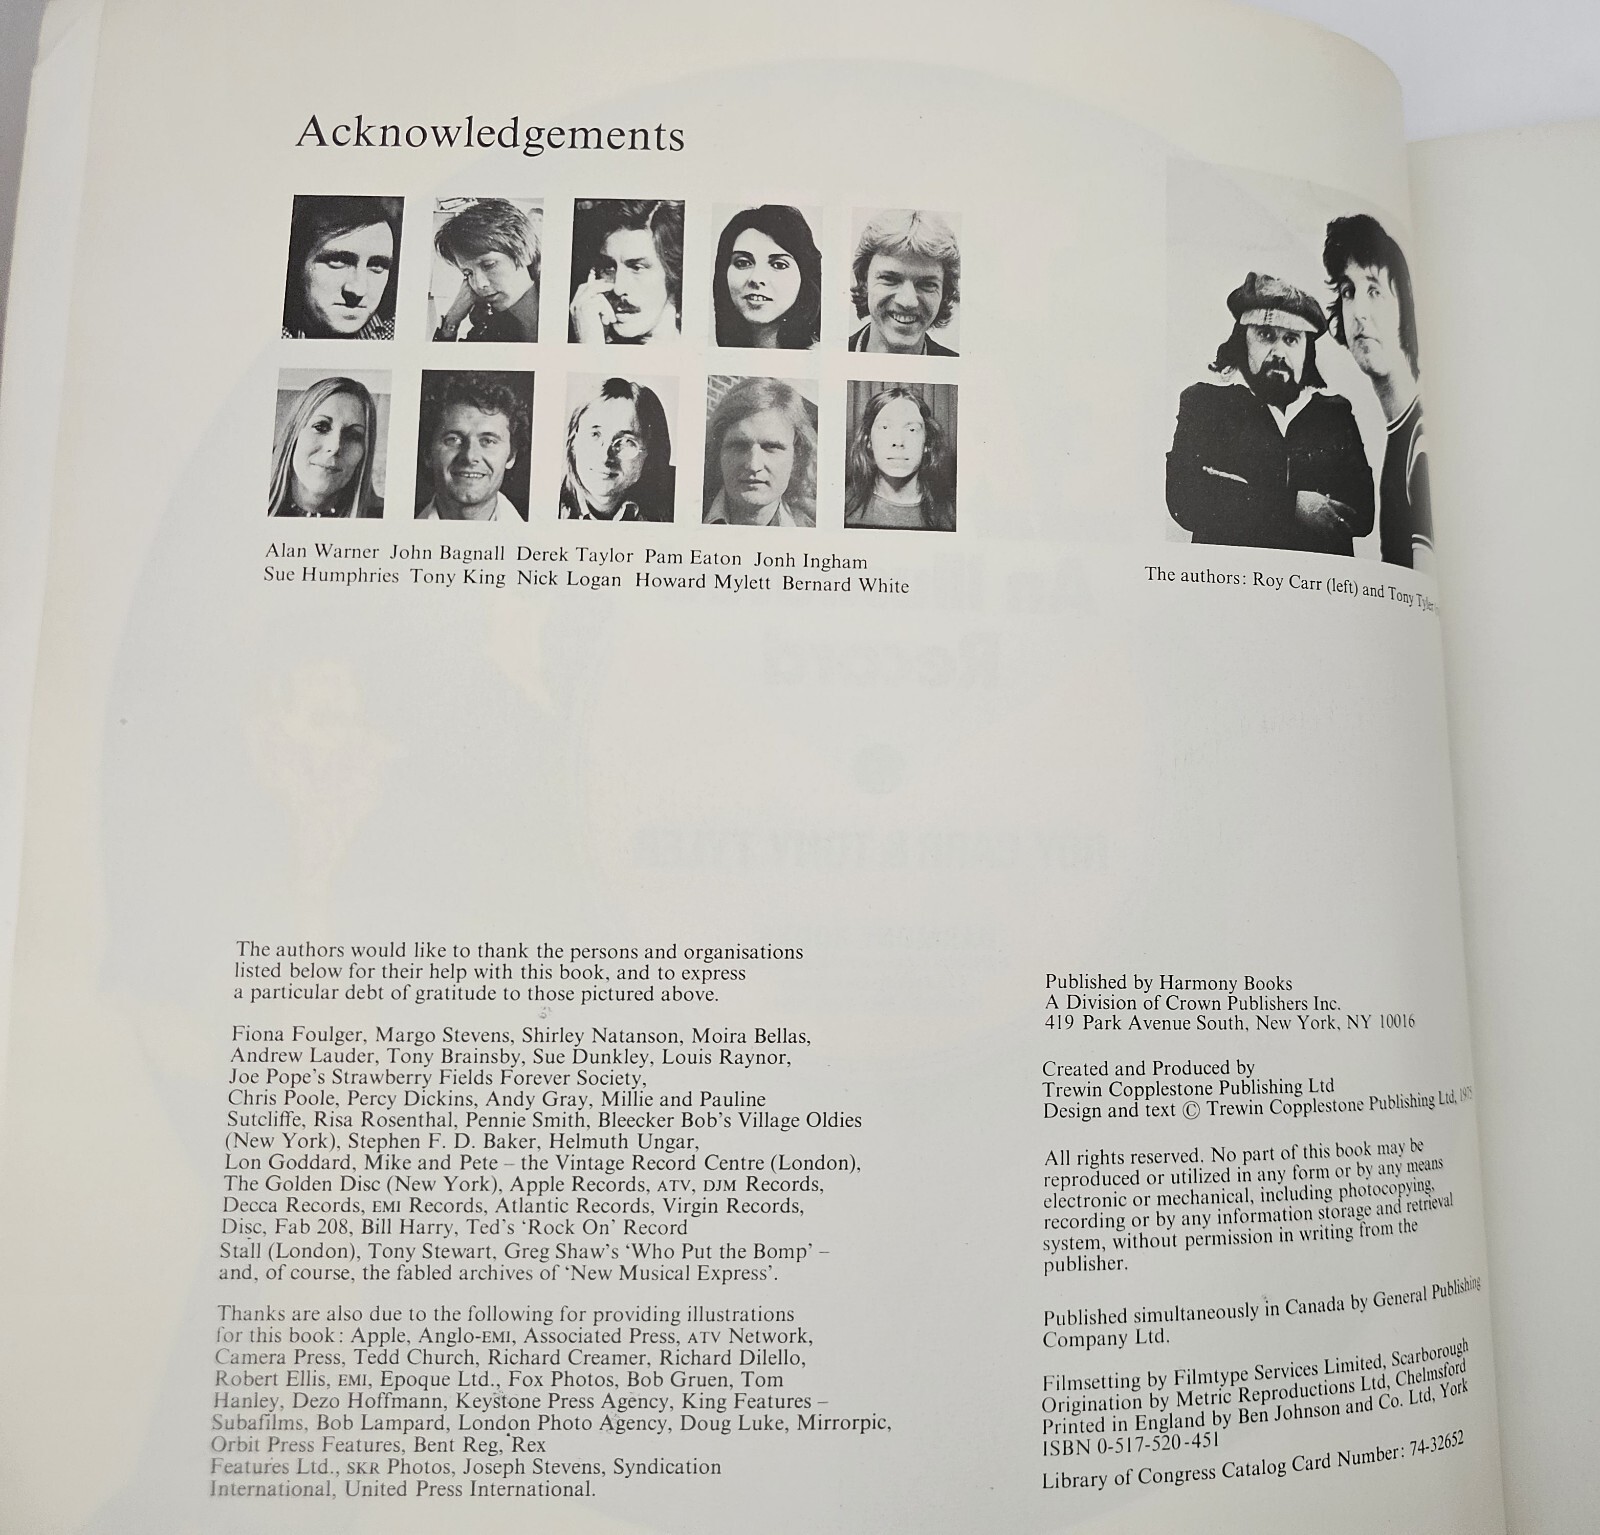 Acknowledgements
Alan Warner John Bagnall Derek Taylor Pam Eaton Jonh Ingham
Sue Humphries Tony King Nick Logan Howard Mylett Bernard White
The authors: Roy Carr (left) and Tony Tyler
The authors would like to thank the persons and organisations
listed below for their help with this book, and to express
a particular debt of gratitude to those pictured above.
Fiona Foulger, Margo Stevens, Shirley Natanson, Moira Bellas,
Andrew Lauder, Tony Brainsby, Sue Dunkley, Louis Raynor,
Joe Pope's Strawberry Fields Forever Society,
Chris Poole, Percy Dickins, Andy Gray, Millie and Pauline
Sutcliffe, Risa Rosenthal, Pennie Smith, Bleecker Bob's Village Oldies
(New York), Stephen F. D. Baker, Helmuth Ungar,
Lon Goddard, Mike and Pete – the Vintage Record Centre (London),
The Golden Disc (New York), Apple Records, ATV, DJM Records,
Decca Records, EMI Records, Atlantic Records, Virgin Records,
Disc, Fab 208, Bill Harry, Ted's 'Rock On' Record
Stall (London), Tony Stewart, Greg Shaw's 'Who Put the Bomp' –
and, of course, the fabled archives of 'New Musical Express'.
Thanks are also due to the following for providing illustrations
for this book: Apple, Anglo-EMI, Associated Press, ATV Network,
Camera Press, Tedd Church, Richard Creamer, Richard Dilello,
Robert Ellis, EMI, Epoque Ltd., Fox Photos, Bob Gruen, Tom
Hanley, Dezo Hoffmann, Keystone Press Agency, King Features –
Subafilms, Bob Lampard, London Photo Agency, Doug Luke, Mirrorpic,
Orbit Press Features, Bent Reg, Rex
Features Ltd., SKR Photos, Joseph Stevens, Syndication
International, United Press International.
Published by Harmony Books
A Division of Crown Publishers Inc.
419 Park Avenue South, New York, NY 10016
Created and Produced by
Trewin Copplestone Publishing Ltd
Design and text © Trewin Copplestone Publishing Ltd, 1975
All rights reserved. No part of this book may be
reproduced or utilized in any form or by any means
electronic or mechanical, including photocopying,
recording or by any information storage and retrieval
system, without permission in writing from the
publisher.
Published simultaneously in Canada by General Publishing
Company Ltd.
Filmsetting by Filmtype Services Limited, Scarborough
Origination by Metric Reproductions Ltd, Chelmsford
Printed in England by Ben Johnson and Co. Ltd, York
ISBN 0-517-520-451
Library of Congress Catalog Card Number: 74-32652